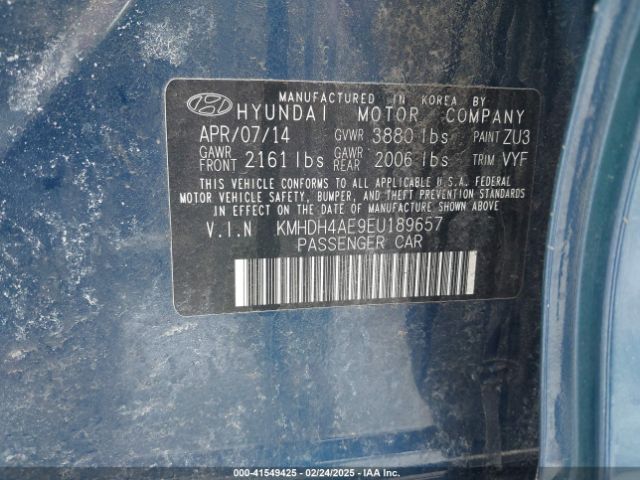 MANUFACTURED IN KOREA BY
HYUNDAI MOTOR COMPANY
APR/07/14 GVWR 3880 lbs PAINT ZU3
GAWR FRONT 2161 lbs GAWR REAR 2006 lbs TRIM VYF
THIS VEHICLE CONFORMS TO ALL APPLICABLE U.S.A. FEDERAL
MOTOR VEHICLE SAFETY, BUMPER, AND THEFT PREVENTION STANDARDS
IN EFFECT ON THE DATE OF MANUFACTURE SHOWN ABOVE.
V.I.N KMHDH4AE9EU189657
PASSENGER CAR
000-41549425 - 02/24/2025 - IAA Inc.